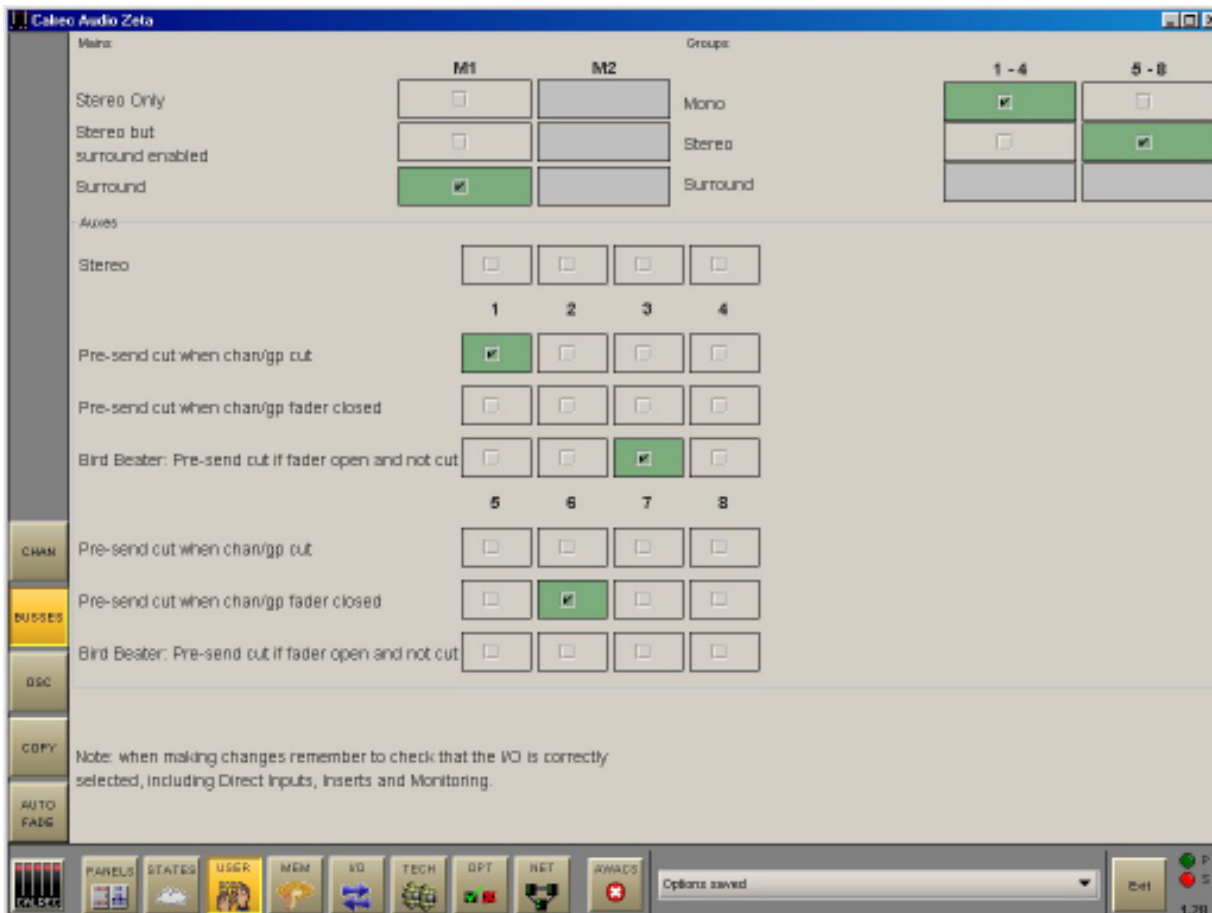 Calrec Audio Zeta
Mains:
Groups:
M1 M2
1 - 4 5 - 8
Stereo Only
Mono
Stereo but
surround enabled
Stereo
Surround
Surround
Auxes
Stereo
1 2 3 4
Pre-send cut when chan/gp cut
Pre-send cut when chan/gp fader closed
Bird Beater: Pre-send cut if fader open and not cut
5 6 7 8
Pre-send cut when chan/gp cut
Pre-send cut when chan/gp fader closed
Bird Beater: Pre-send cut if fader open and not cut
CHAN
BUSSES
OSC
COPY
AUTO
FADE
Note: when making changes remember to check that the I/O is correctly
selected, including Direct Inputs, Inserts and Monitoring.
CALREC
PANELS STATES USER MEM I/O TECH OPT NET AWACS
Options saved
Exit
P
S
1.29